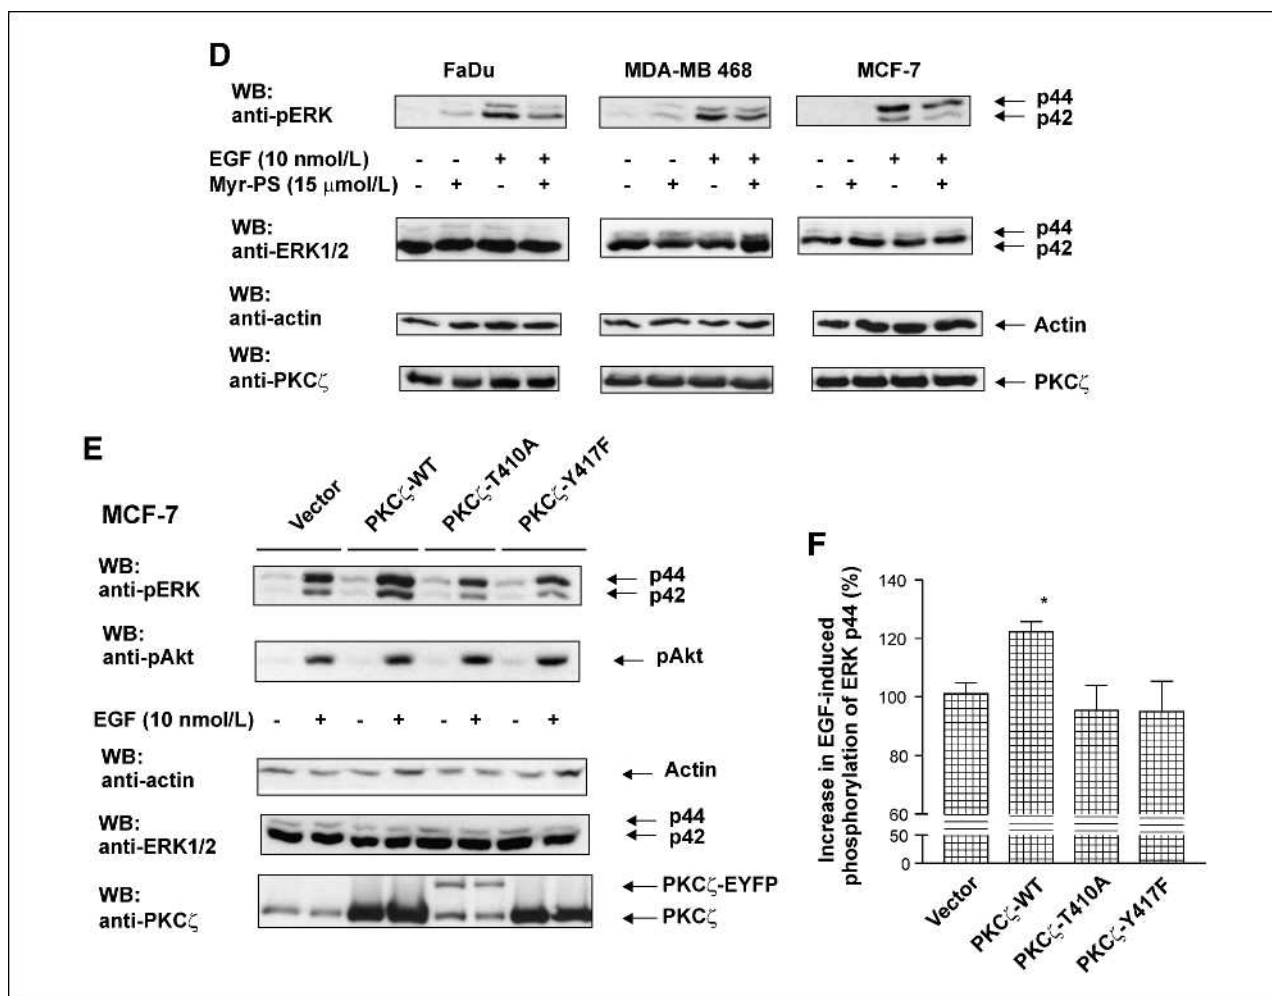 D
FaDu
MDA-MB 468
MCF-7
WB:
anti-pERK
p44
p42
EGF (10 nmol/L)
- - + +
- - + +
- - + +
Myr-PS (15 μmol/L)
- + - +
- + - +
- + - +
WB:
anti-ERK1/2
p44
p42
WB:
anti-actin
Actin
WB:
anti-PKCζ
PKCζ
E
MCF-7
Vector
PKCζ-WT
PKCζ-T410A
PKCζ-Y417F
WB:
anti-pERK
p44
p42
WB:
anti-pAkt
pAkt
EGF (10 nmol/L)
- + - + - + - +
WB:
anti-actin
Actin
WB:
anti-ERK1/2
p44
p42
WB:
anti-PKCζ
PKCζ-EYFP
PKCζ
F
Increase in EGF-induced
phosphorylation of ERK p44 (%)
140
120
100
80
60
50
0
*
Vector
PKCζ-WT
PKCζ-T410A
PKCζ-Y417F